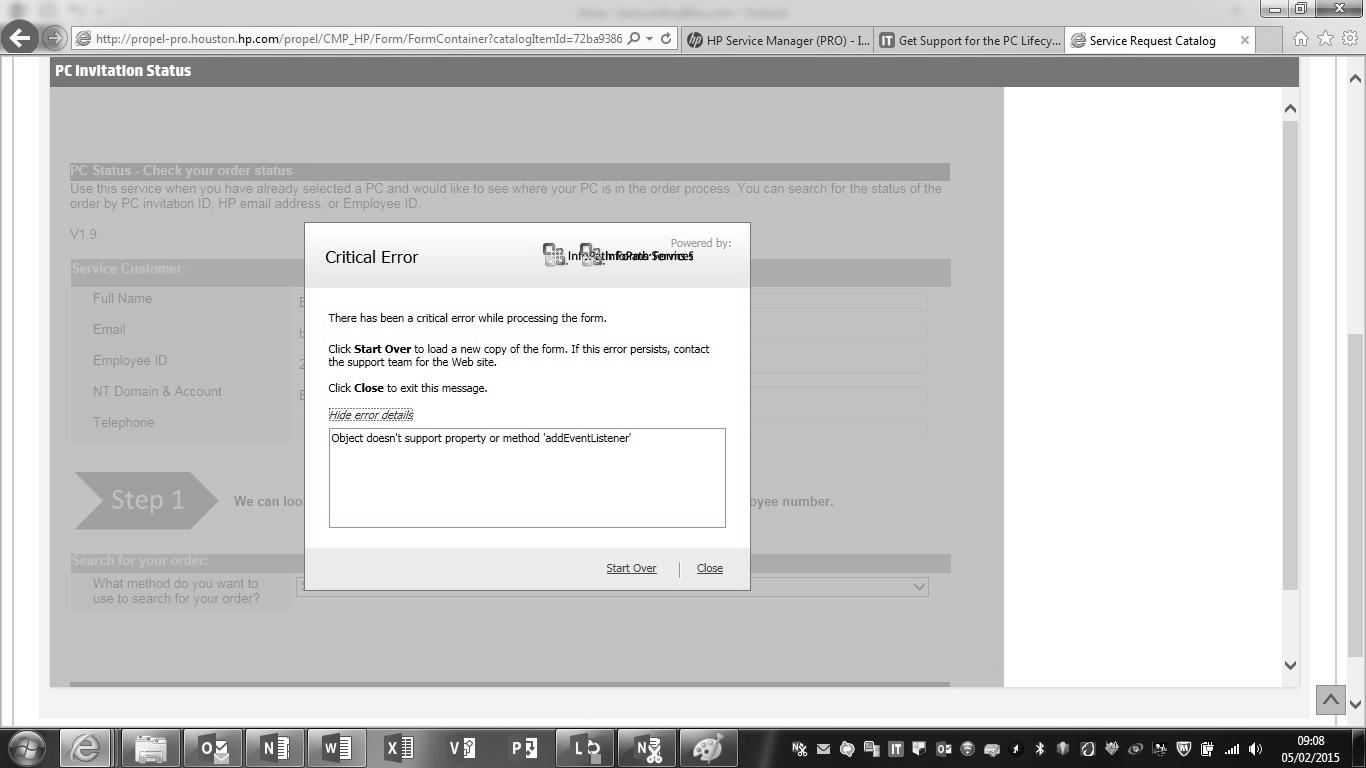 http://propel-pro.houston.hp.com/propel/CMP_HP/Form/FormContainer?catalogItemId=72ba9386
HP Service Manager (PRO) - I...
Get Support for the PC Lifecy...
Service Request Catalog
PC Invitation Status
PC Status - Check your order status
Use this service when you have already selected a PC and would like to see where your PC is in the order process. You can search for the status of the
order by PC invitation ID, HP email address, or Employee ID.
V1.9
Service Customer
Full Name
Email
Employee ID
NT Domain & Account
Telephone
Step 1
We can loo
oyee number.
Search for your order:
What method do you want to
use to search for your order?
Critical Error
Powered by:
There has been a critical error while processing the form.
Click Start Over to load a new copy of the form. If this error persists, contact
the support team for the Web site.
Click Close to exit this message.
Hide error details
Object doesn't support property or method 'addEventListener'
Start Over
Close
09:08
05/02/2015